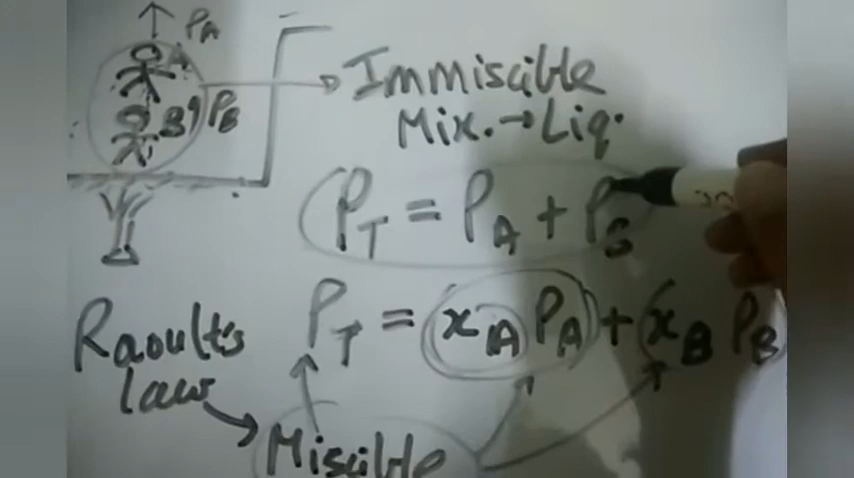 PA
A
B PB
Immiscible
Mix. → Liq.
PT = PA + PB
PT = (xA PA) + (xB PB
Raoult's
law
Miscible